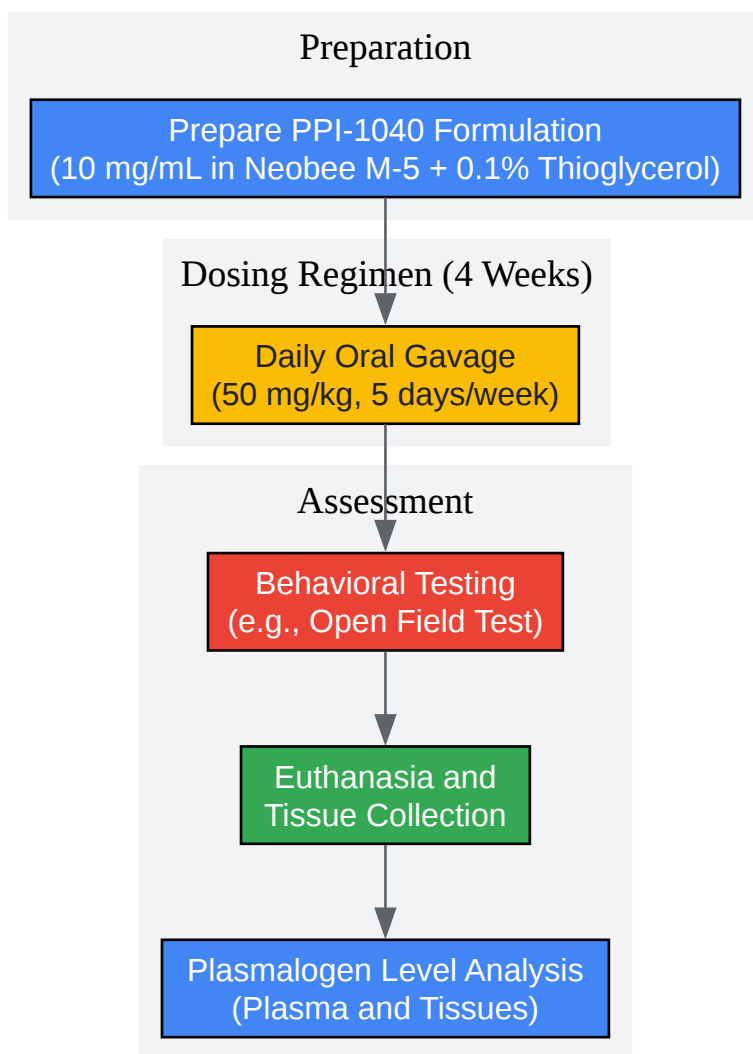 Preparation
Prepare PPI-1040 Formulation
(10 mg/mL in Neobee M-5 + 0.1% Thioglycerol)
Dosing Regimen (4 Weeks)
Daily Oral Gavage
(50 mg/kg, 5 days/week)
Assessment
Behavioral Testing
(e.g., Open Field Test)
Euthanasia and
Tissue Collection
Plasmalogen Level Analysis
(Plasma and Tissues)